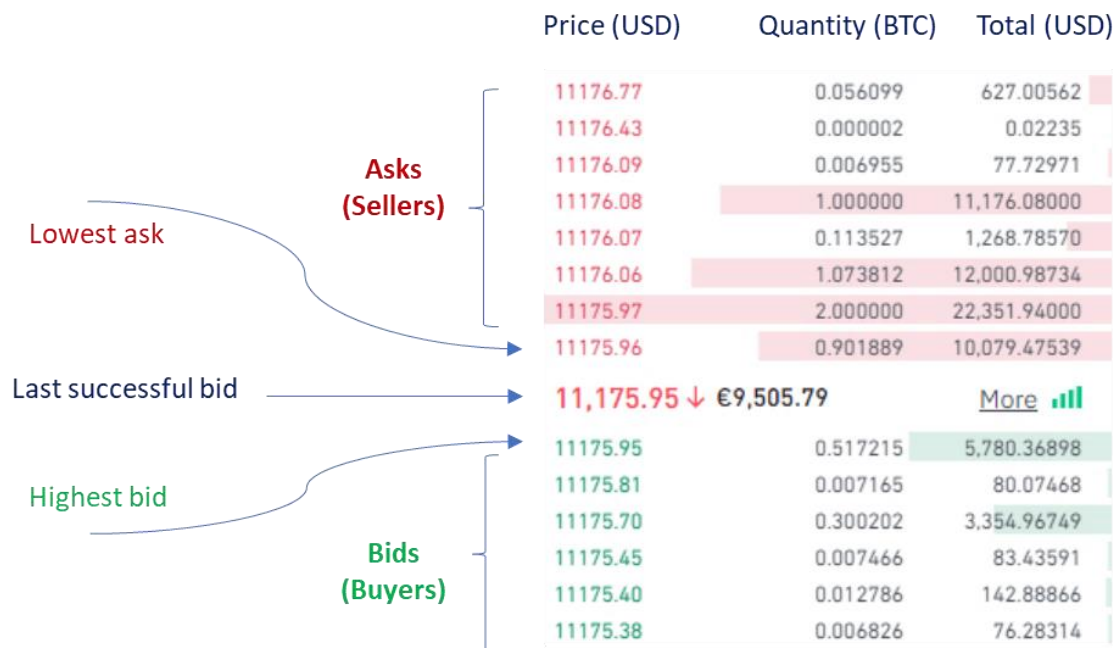 Price (USD) Quantity (BTC) Total (USD)
11176.77 0.056099 627.00562
11176.43 0.000002 0.02235
11176.09 0.006955 77.72971
Asks
(Sellers)
11176.08 1.000000 11,176.08000
Lowest ask
11176.07 0.113527 1,268.78570
11176.06 1.073812 12,000.98734
11175.97 2.000000 22,351.94000
11175.96 0.901889 10,079.47539
Last successful bid
11,175.95 ↓ €9,505.79 More
11175.95 0.517215 5,780.36898
11175.81 0.007165 80.07468
Highest bid
11175.70 0.300202 3,354.96749
Bids
(Buyers)
11175.45 0.007466 83.43591
11175.40 0.012786 142.88866
11175.38 0.006826 76.28314